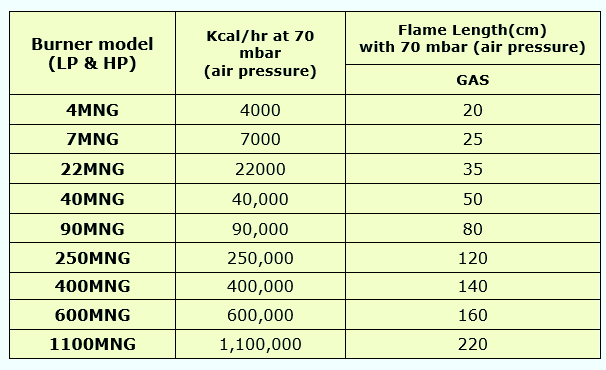 Burner model
(LP & HP)
Kcal/hr at 70
mbar
(air pressure)
Flame Length(cm)
with 70 mbar (air pressure)
GAS
4MNG 4000 20
7MNG 7000 25
22MNG 22000 35
40MNG 40,000 50
90MNG 90,000 80
250MNG 250,000 120
400MNG 400,000 140
600MNG 600,000 160
1100MNG 1,100,000 220